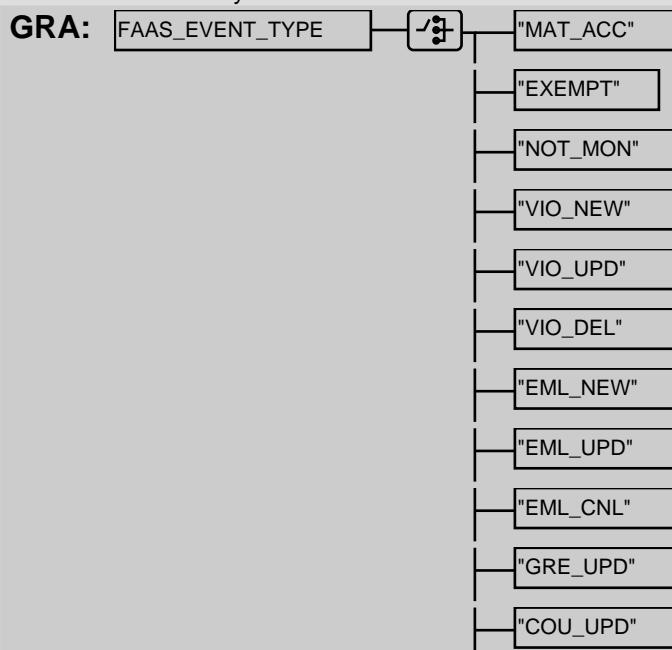 GRA: FAAS_EVENT_TYPE "MAT_ACC"
"EXEMPT"
"NOT_MON"
"VIO_NEW"
"VIO_UPD"
"VIO_DEL"
"EML_NEW"
"EML_UPD"
"EML_CNL"
"GRE_UPD"
"COU_UPD"